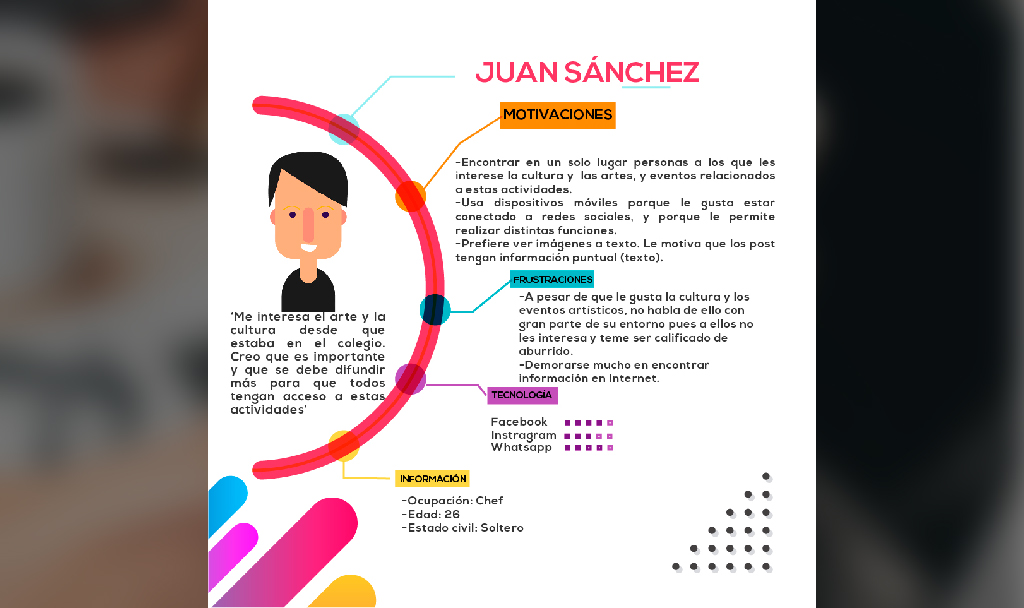 JUAN SÁNCHEZ
MOTIVACIONES
-Encontrar en un solo lugar personas a los que les
interese la cultura y las artes, y eventos relacionados
a estas actividades.
-Usa dispositivos móviles porque le gusta estar
conectado a redes sociales, y porque le permite
realizar distintas funciones.
-Prefiere ver imágenes a texto. Le motiva que los post
tengan información puntual (texto).
FRUSTRACIONES
-A pesar de que le gusta la cultura y los
eventos artísticos, no habla de ello con
gran parte de su entorno pues a ellos no
les interesa y teme ser calificado de
aburrido.
-Demorarse mucho en encontrar
información en Internet.
'Me interesa el arte y la
cultura desde que
estaba en el colegio.
Creo que es importante
y que se debe difundir
más para que todos
tengan acceso a estas
actividades'
TECNOLOGÍA
Facebook
Instragram
Whatsapp
INFORMACIÓN
-Ocupación: Chef
-Edad: 26
-Estado civil: Soltero